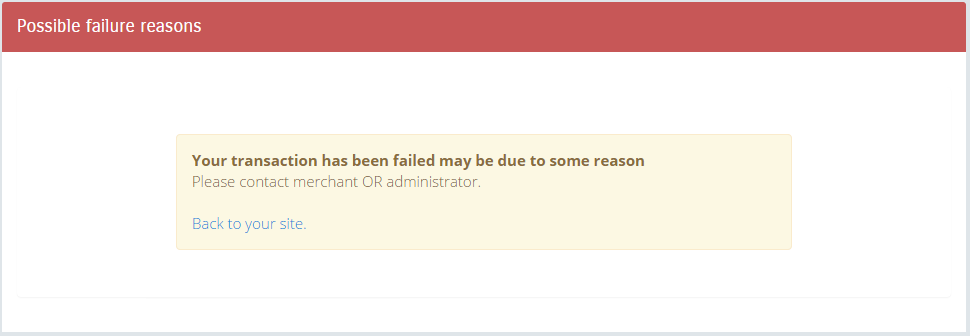 Possible failure reasons
Your transaction has been failed may be due to some reason
Please contact merchant OR administrator.
Back to your site.